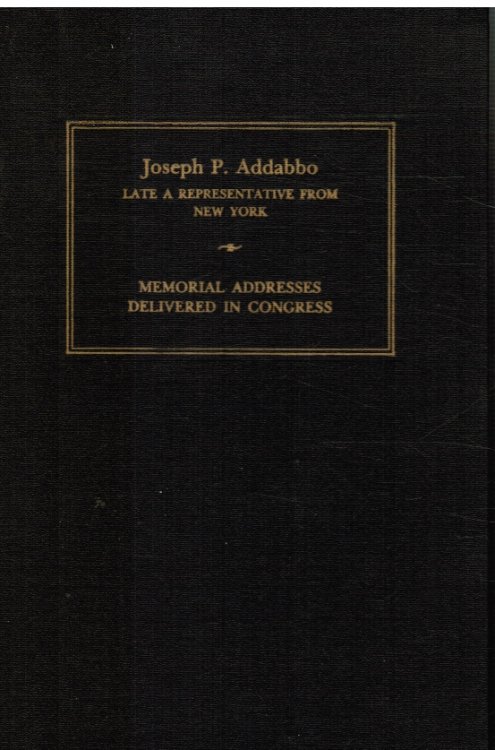 Joseph P. Addabbo
LATE A REPRESENTATIVE FROM
NEW YORK
MEMORIAL ADDRESSES
DELIVERED IN CONGRESS